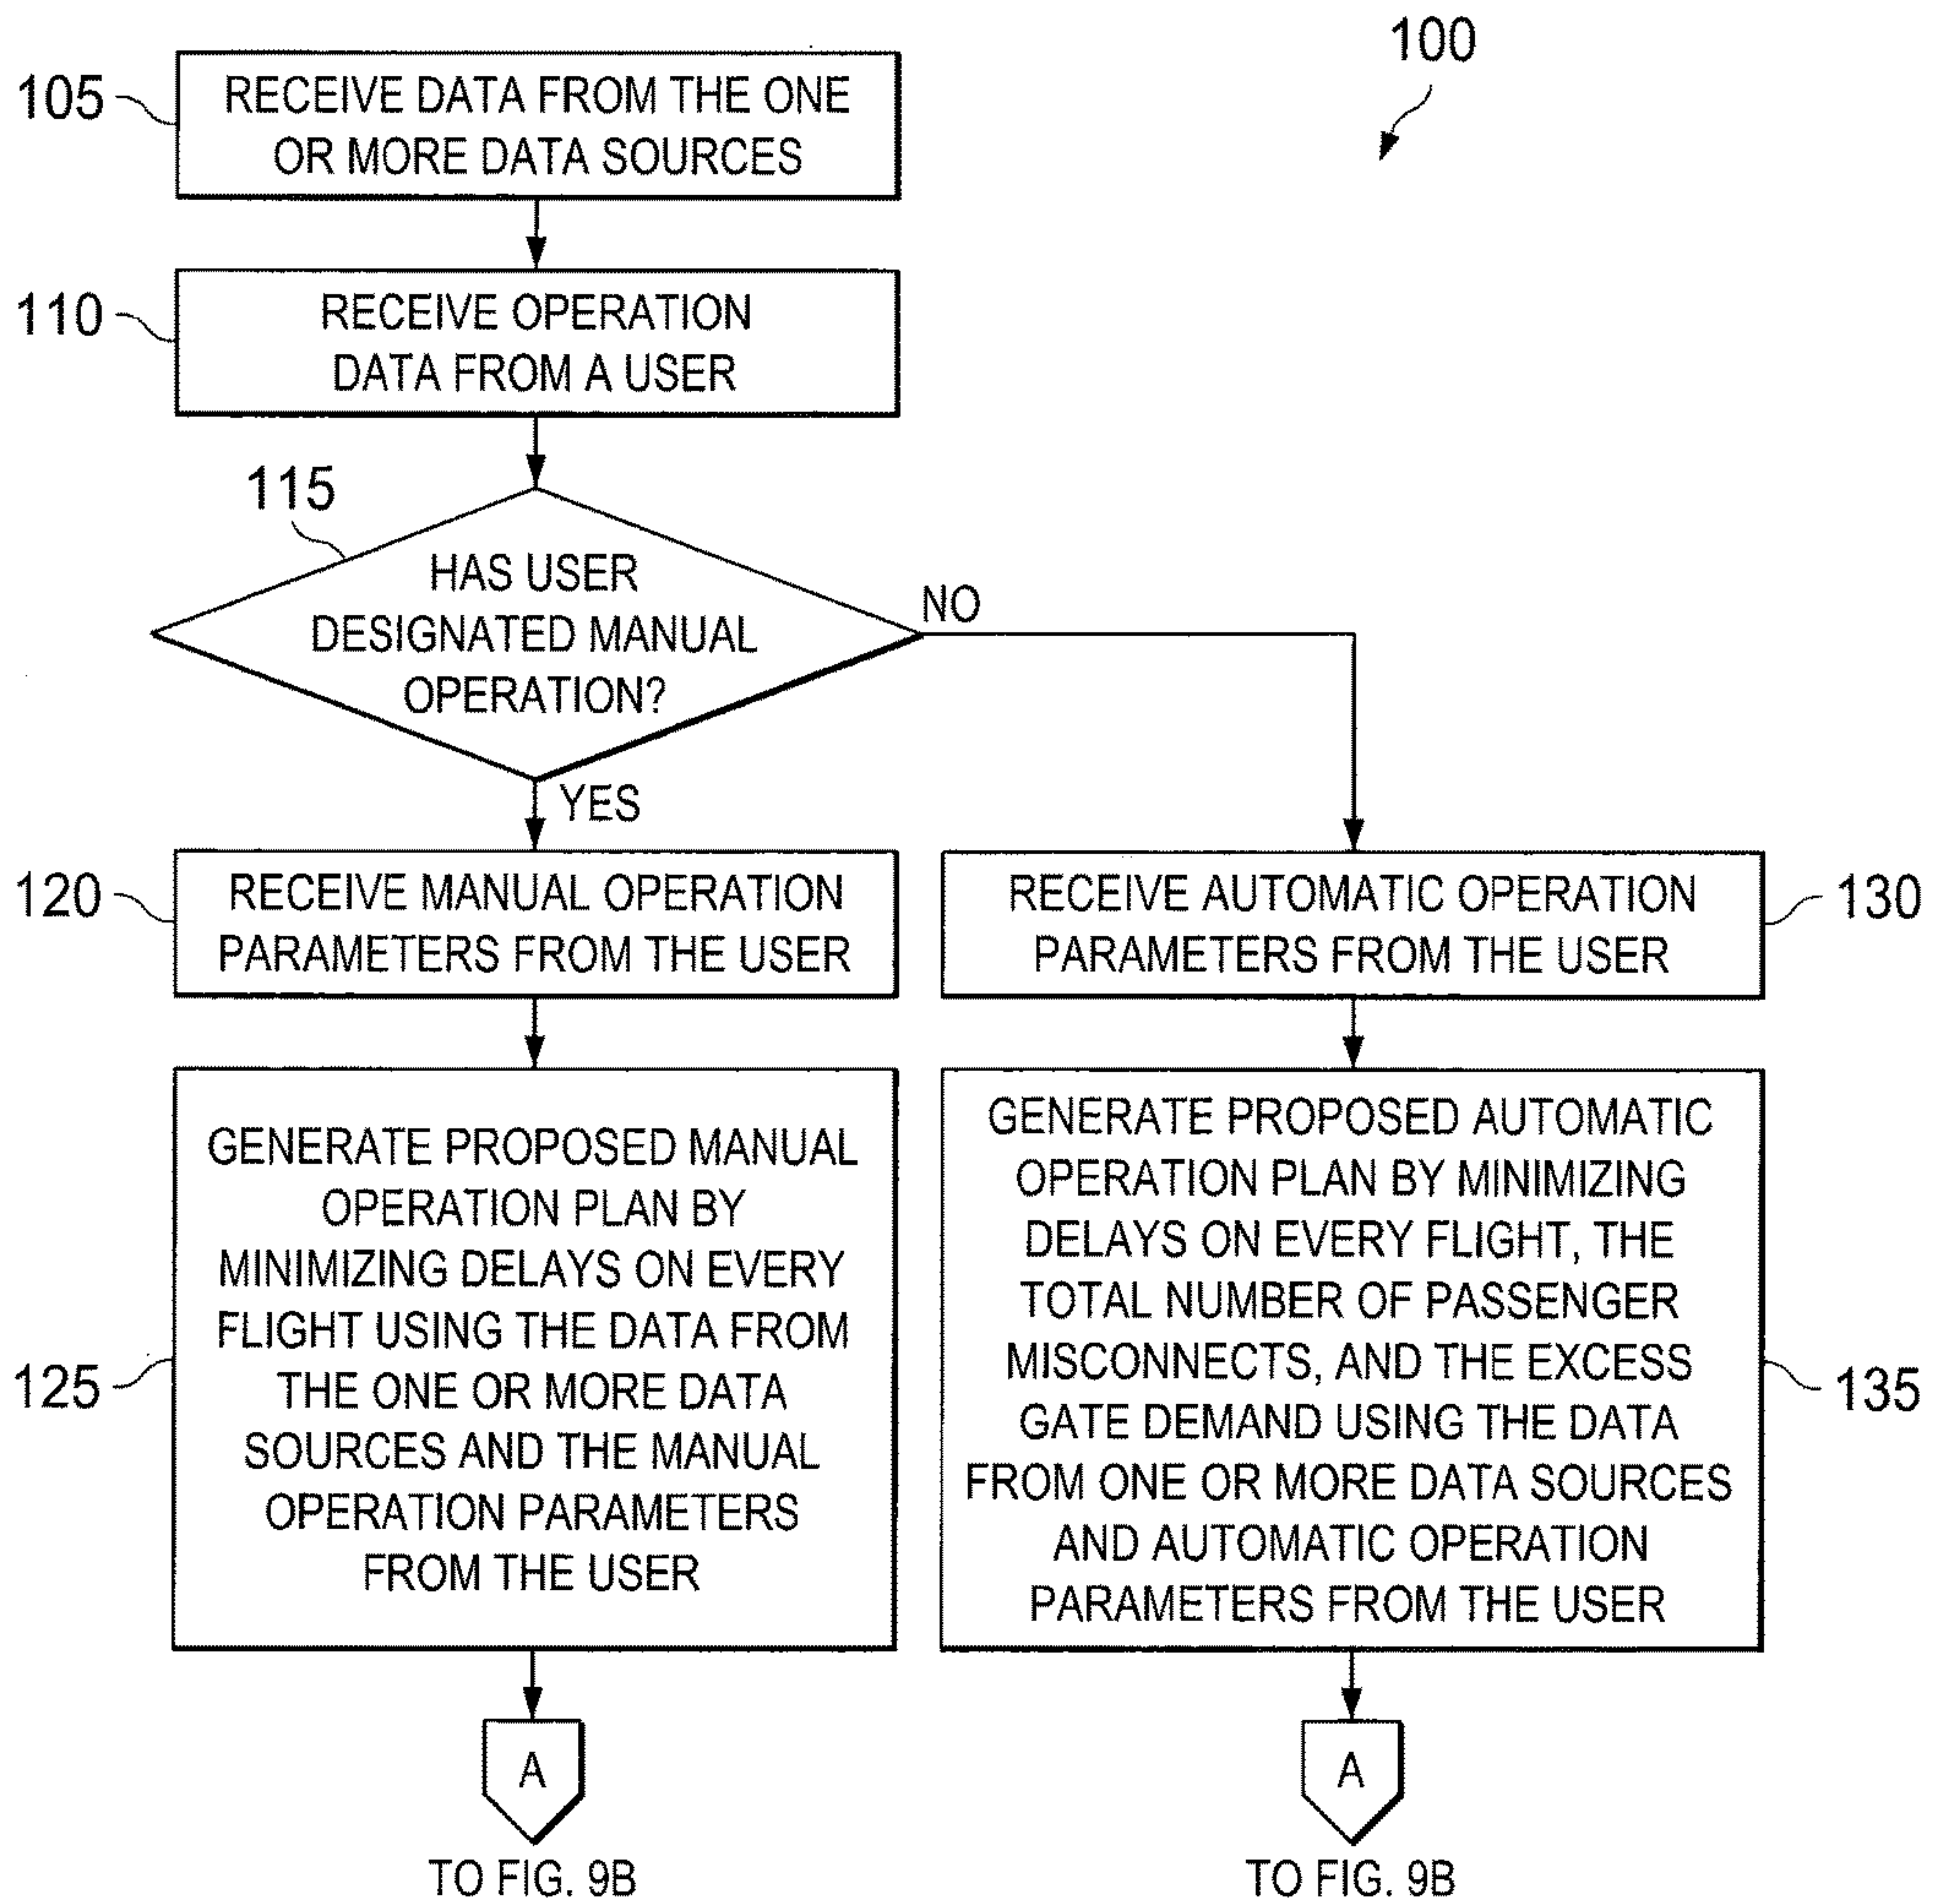 100
105
RECEIVE DATA FROM THE ONE
OR MORE DATA SOURCES
110
RECEIVE OPERATION
DATA FROM A USER
115
HAS USER
DESIGNATED MANUAL
OPERATION?
NO
YES
120
RECEIVE MANUAL OPERATION
PARAMETERS FROM THE USER
RECEIVE AUTOMATIC OPERATION
PARAMETERS FROM THE USER
130
125
GENERATE PROPOSED MANUAL
OPERATION PLAN BY
MINIMIZING DELAYS ON EVERY
FLIGHT USING THE DATA FROM
THE ONE OR MORE DATA
SOURCES AND THE MANUAL
OPERATION PARAMETERS
FROM THE USER
GENERATE PROPOSED AUTOMATIC
OPERATION PLAN BY MINIMIZING
DELAYS ON EVERY FLIGHT, THE
TOTAL NUMBER OF PASSENGER
MISCONNECTS, AND THE EXCESS
GATE DEMAND USING THE DATA
FROM ONE OR MORE DATA SOURCES
AND AUTOMATIC OPERATION
PARAMETERS FROM THE USER
135
A
TO FIG. 9B
A
TO FIG. 9B